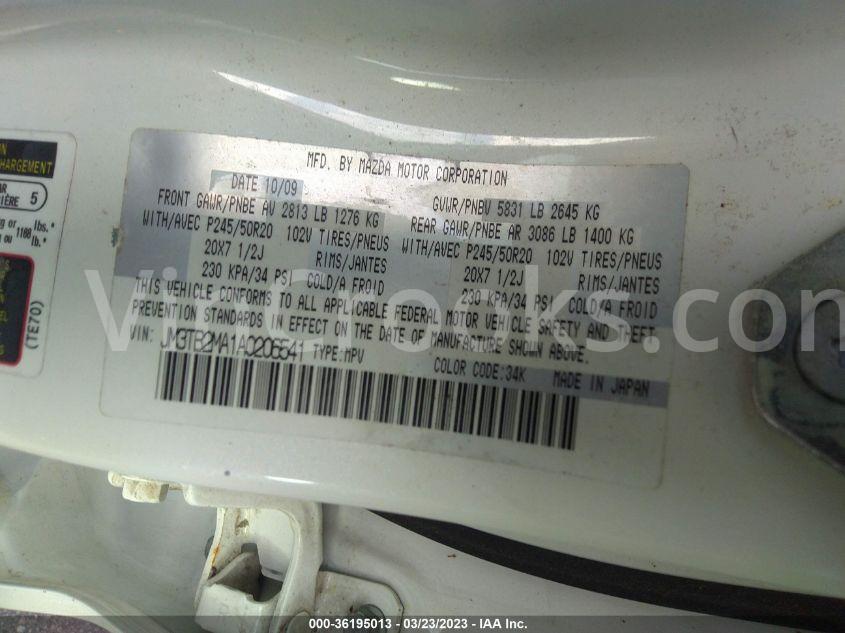 MFD. BY MAZDA MOTOR CORPORATION
DATE 10/09
GVWR/PNBV 5831 LB 2645 KG
FRONT GAWR/PNBE AV 2813 LB 1276 KG
REAR GAWR/PNBE AR 3086 LB 1400 KG
WITH/AVEC P245/50R20 102V TIRES/PNEUS
WITH/AVEC P245/50R20 102V TIRES/PNEUS
20X7 1/2J RIMS/JANTES
20X7 1/2J RIMS/JANTES
230 KPA/34 PSI COLD/A FROID
230 KPA/34 PSI COLD/A FROID
THIS VEHICLE CONFORMS TO ALL APPLICABLE FEDERAL MOTOR VEHICLE SAFETY AND THEFT
PREVENTION STANDARDS IN EFFECT ON THE DATE OF MANUFACTURE SHOWN ABOVE.
VIN: JM3TB2MA1A0206541 TYPE:MPV
COLOR CODE:34K MADE IN JAPAN
HARGEMENT
5
lbs.
(TE70)
000-36195013 - 03/23/2023 - IAA Inc.